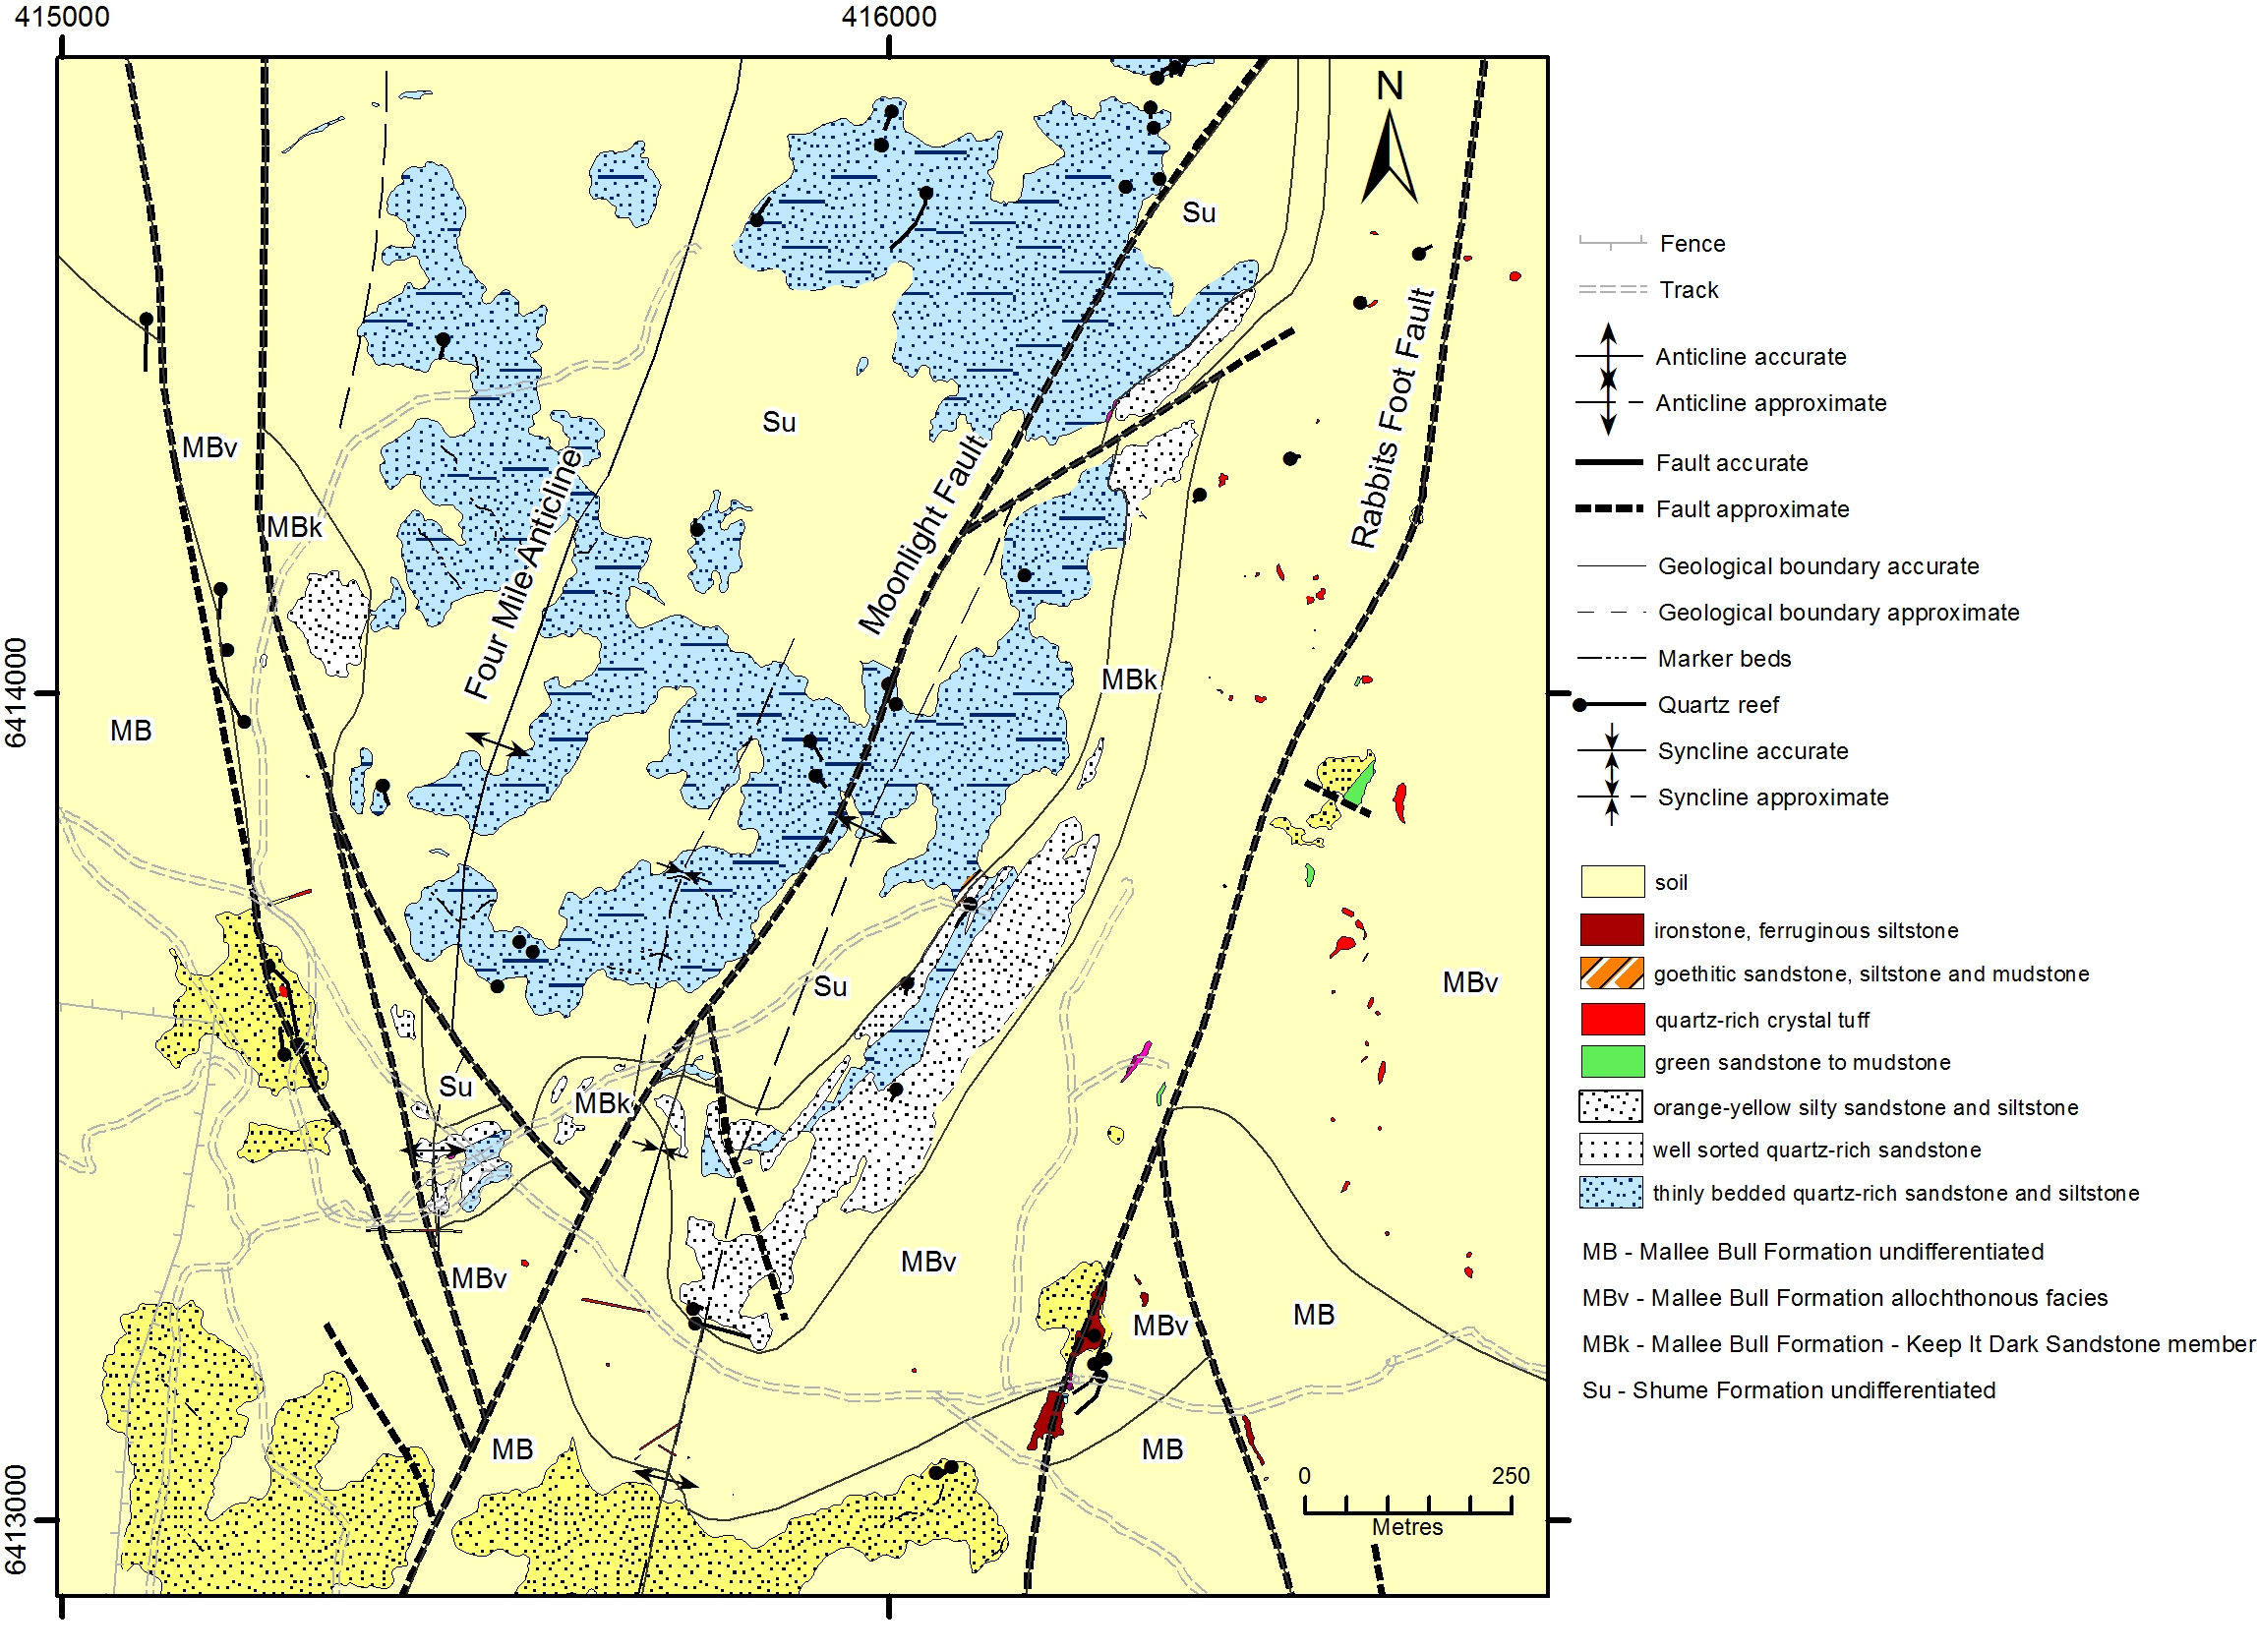 415000
416000
N
Su
MBv
Su
MBk
Four Mile Anticline
Moonlight Fault
Rabbits Foot Fault
6414000
MB
MBk
MBv
Su
Su
MBk
MBv
MBv
MBv
MB
MB
MB
6413000
0
250
Metres
Fence
Track
Anticline accurate
Anticline approximate
Fault accurate
Fault approximate
Geological boundary accurate
Geological boundary approximate
Marker beds
Quartz reef
Syncline accurate
Syncline approximate
soil
ironstone, ferruginous siltstone
goethitic sandstone, siltstone and mudstone
quartz-rich crystal tuff
green sandstone to mudstone
orange-yellow silty sandstone and siltstone
well sorted quartz-rich sandstone
thinly bedded quartz-rich sandstone and siltstone
MB - Mallee Bull Formation undifferentiated
MBv - Mallee Bull Formation allochthonous facies
MBk - Mallee Bull Formation - Keep It Dark Sandstone member
Su - Shume Formation undifferentiated